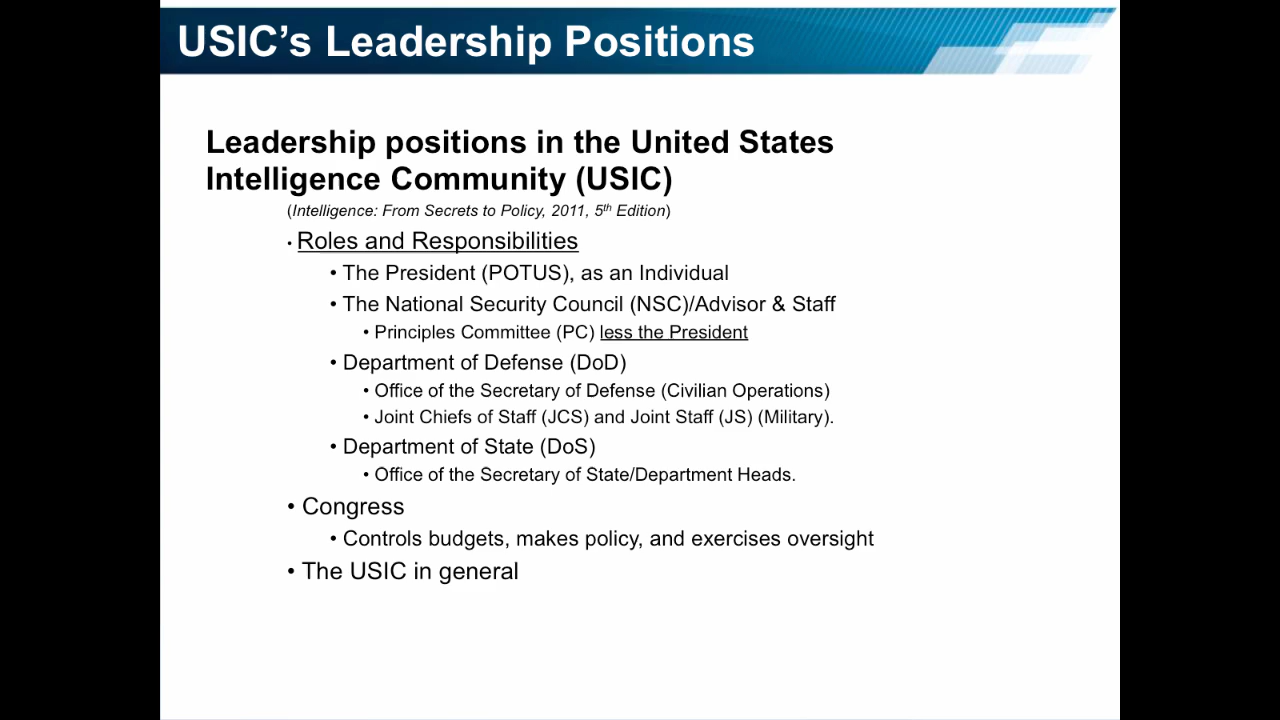 USIC’s Leadership Positions
Leadership positions in the United States
Intelligence Community (USIC)
(Intelligence: From Secrets to Policy, 2011, 5th Edition)
• Roles and Responsibilities
• The President (POTUS), as an Individual
• The National Security Council (NSC)/Advisor & Staff
• Principles Committee (PC) less the President
• Department of Defense (DoD)
• Office of the Secretary of Defense (Civilian Operations)
• Joint Chiefs of Staff (JCS) and Joint Staff (JS) (Military).
• Department of State (DoS)
• Office of the Secretary of State/Department Heads.
• Congress
• Controls budgets, makes policy, and exercises oversight
• The USIC in general